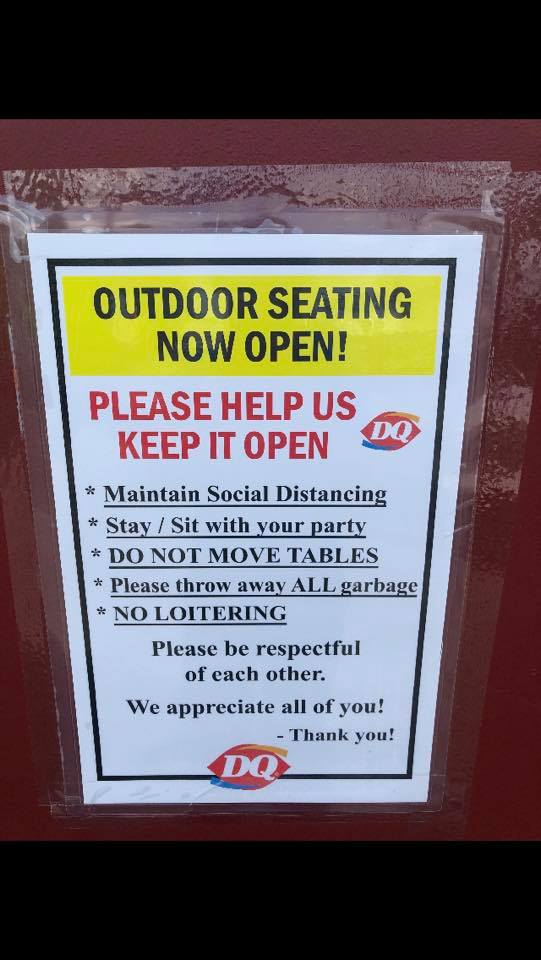 OUTDOOR SEATING
NOW OPEN!
PLEASE HELP US
KEEP IT OPEN
DQ
* Maintain Social Distancing
* Stay / Sit with your party
* DO NOT MOVE TABLES
* Please throw away ALL garbage
* NO LOITERING
Please be respectful
of each other.
We appreciate all of you!
- Thank you!
DQ